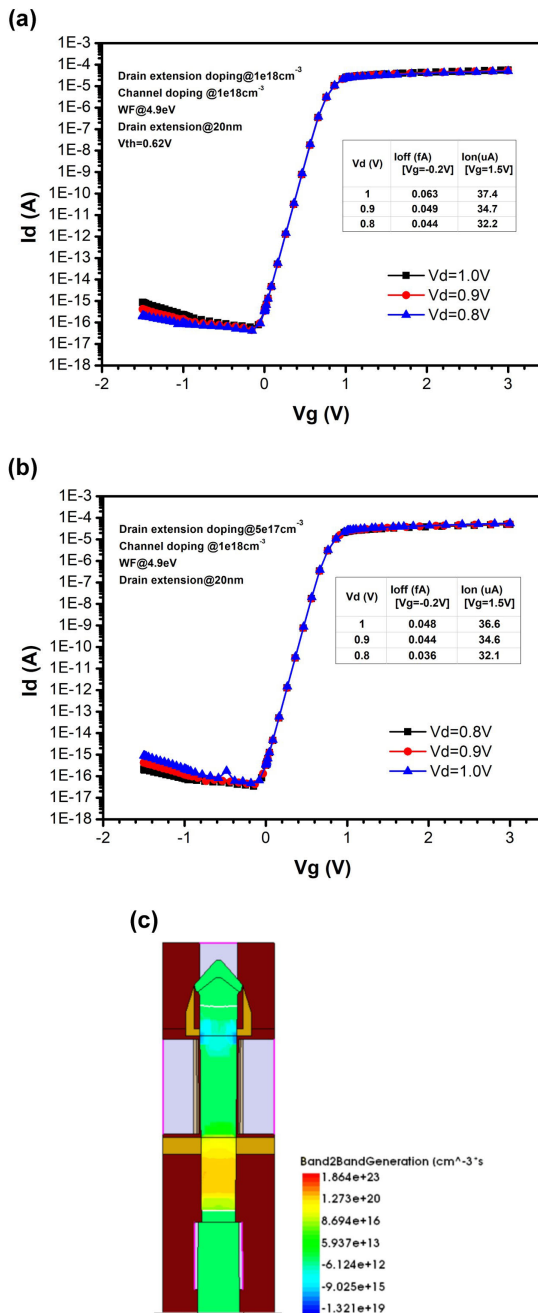 (a)
1E-3
1E-4
1E-5
1E-6
1E-7
1E-8
1E-9
1E-10
1E-11
1E-12
1E-13
1E-14
1E-15
1E-16
1E-17
1E-18
Id (A)
Drain extension doping@1e18cm-3
Channel doping @1e18cm-3
WF@4.9eV
Drain extension@20nm
Vth=0.62V
Vd (V) Ioff (fA) [Vg=-0.2V] Ion(uA) [Vg=1.5V]
1 0.063 37.4
0.9 0.049 34.7
0.8 0.044 32.2
Vd=1.0V
Vd=0.9V
Vd=0.8V
-2 -1 0 1 2 3
Vg (V)
(b)
1E-3
1E-4
1E-5
1E-6
1E-7
1E-8
1E-9
1E-10
1E-11
1E-12
1E-13
1E-14
1E-15
1E-16
1E-17
1E-18
Id (A)
Drain extension doping@5e17cm-3
Channel doping @1e18cm-3
WF@4.9eV
Drain extension@20nm
Vd (V) Ioff (fA) [Vg=-0.2V] Ion (uA) [Vg=1.5V]
1 0.048 36.6
0.9 0.044 34.6
0.8 0.036 32.1
Vd=0.8V
Vd=0.9V
Vd=1.0V
-2 -1 0 1 2 3
Vg (V)
(c)
Band2BandGeneration (cm^-3*s
1.864e+23
1.273e+20
8.694e+16
5.937e+13
-6.124e+12
-9.025e+15
-1.321e+19